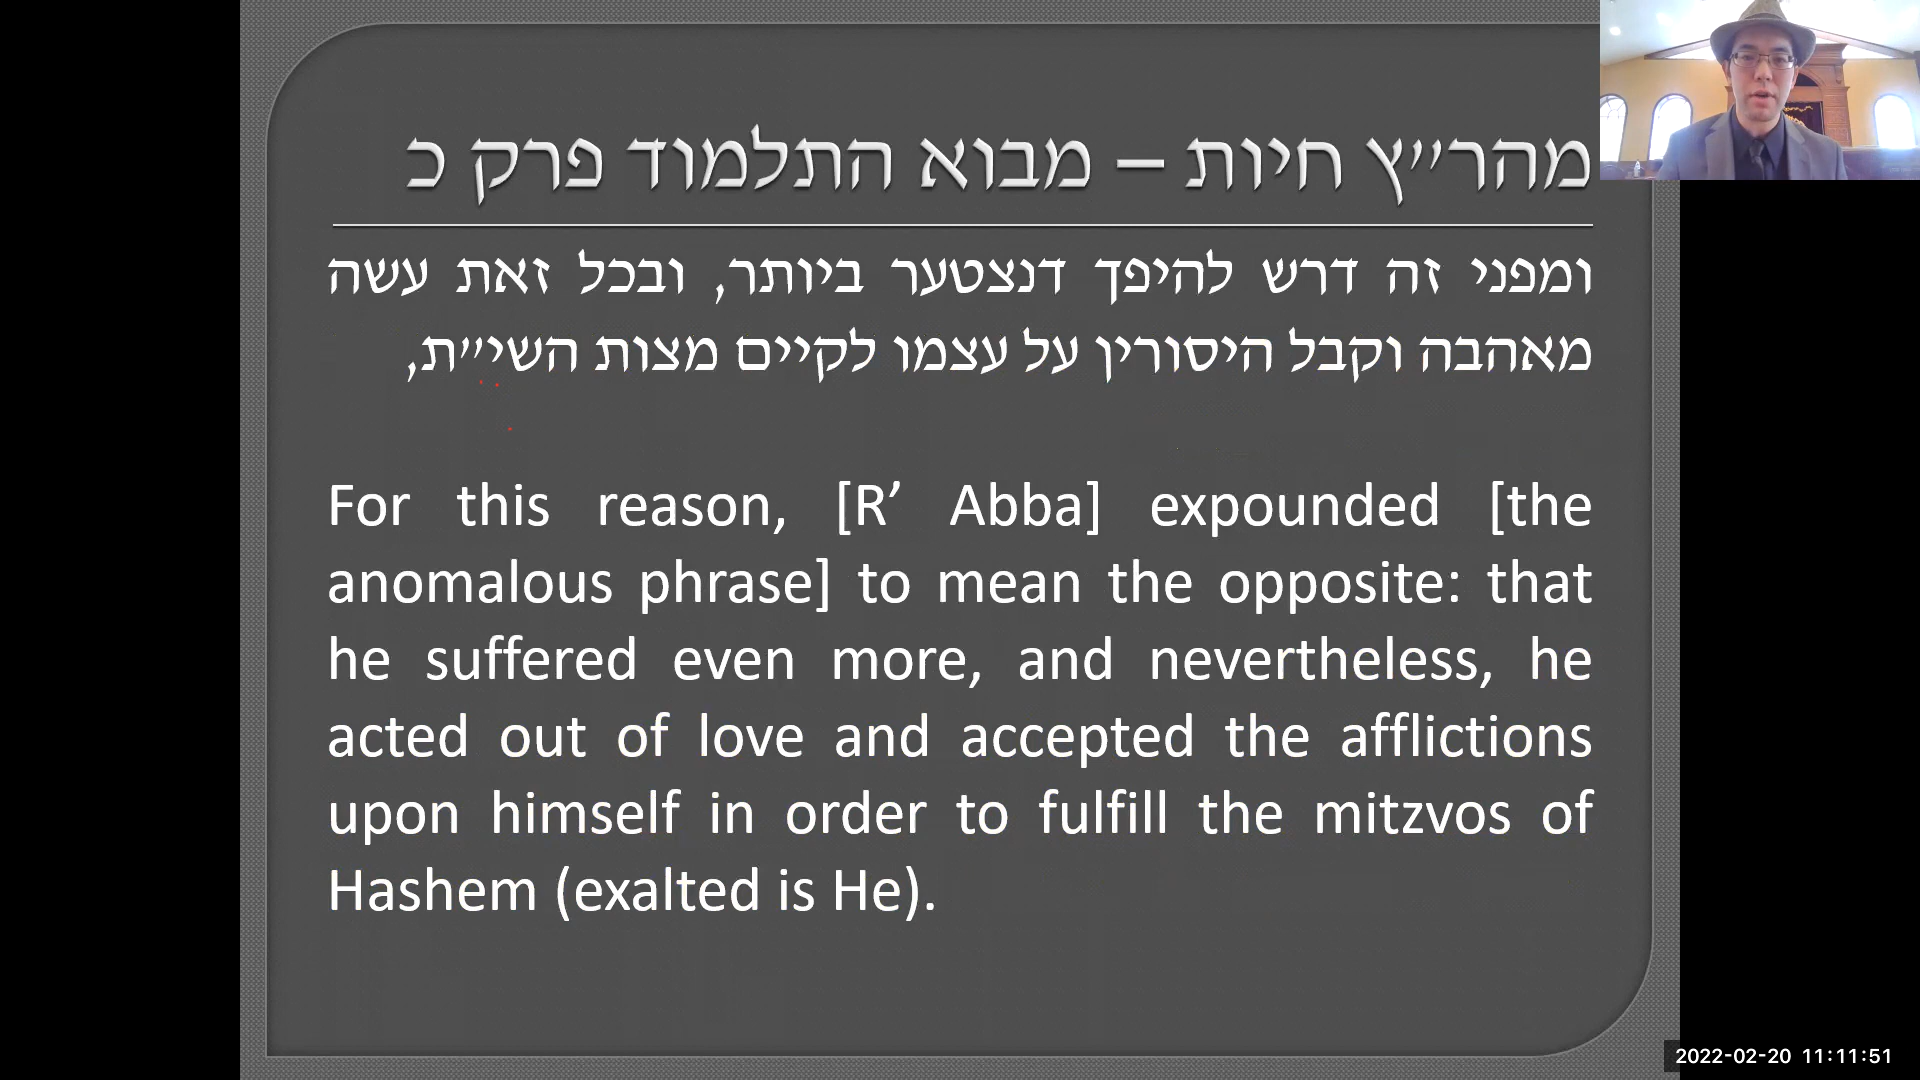 מהר״ץ חיות – מבוא התלמוד פרק כ
ומפני זה דרש להיפך דנצטער ביותר, ובכל זאת עשה
מאהבה וקבל היסורין על עצמו לקיים מצות השי״ת,
For this reason, [R’ Abba] expounded [the
anomalous phrase] to mean the opposite: that
he suffered even more, and nevertheless, he
acted out of love and accepted the afflictions
upon himself in order to fulfill the mitzvos of
Hashem (exalted is He).
2022-02-20 11:11:51